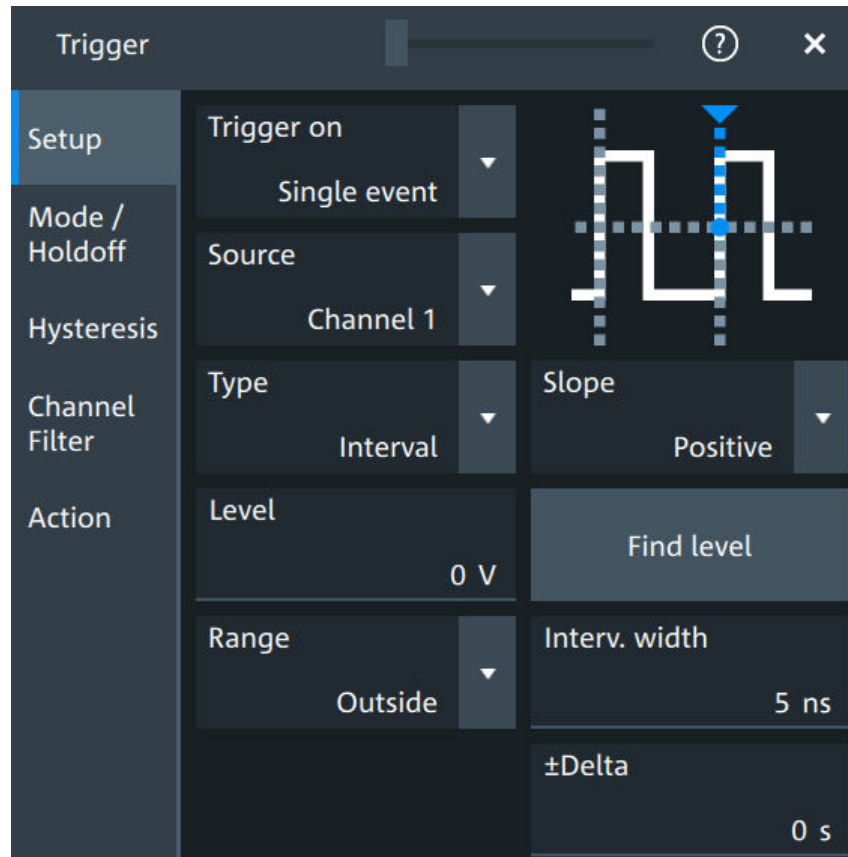 Trigger
?
Setup
Mode /
Holdoff
Hysteresis
Channel
Filter
Action
Trigger on
Single event
Source
Channel 1
Type
Interval
Slope
Positive
Level
0 V
Find level
Range
Outside
Interv. width
5 ns
±Delta
0 s